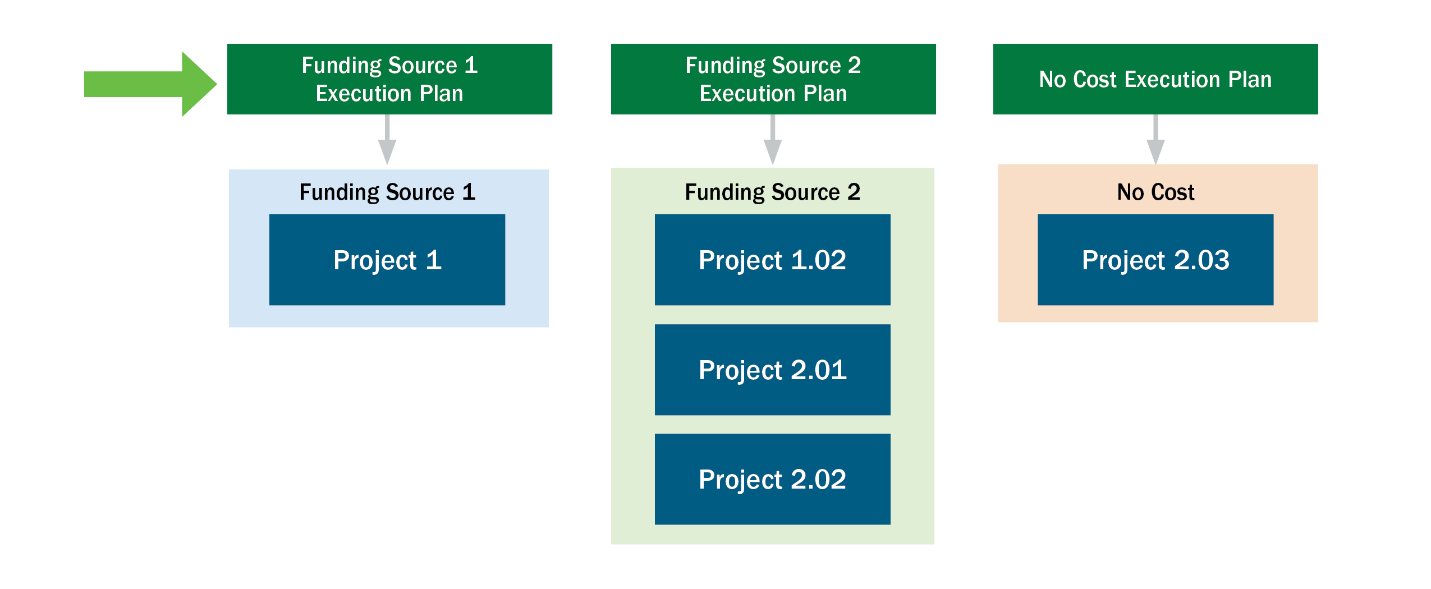 Funding Source 1
Execution Plan
Funding Source 2
Execution Plan
No Cost Execution Plan
Funding Source 1
Project 1
Funding Source 2
Project 1.02
Project 2.01
Project 2.02
No Cost
Project 2.03